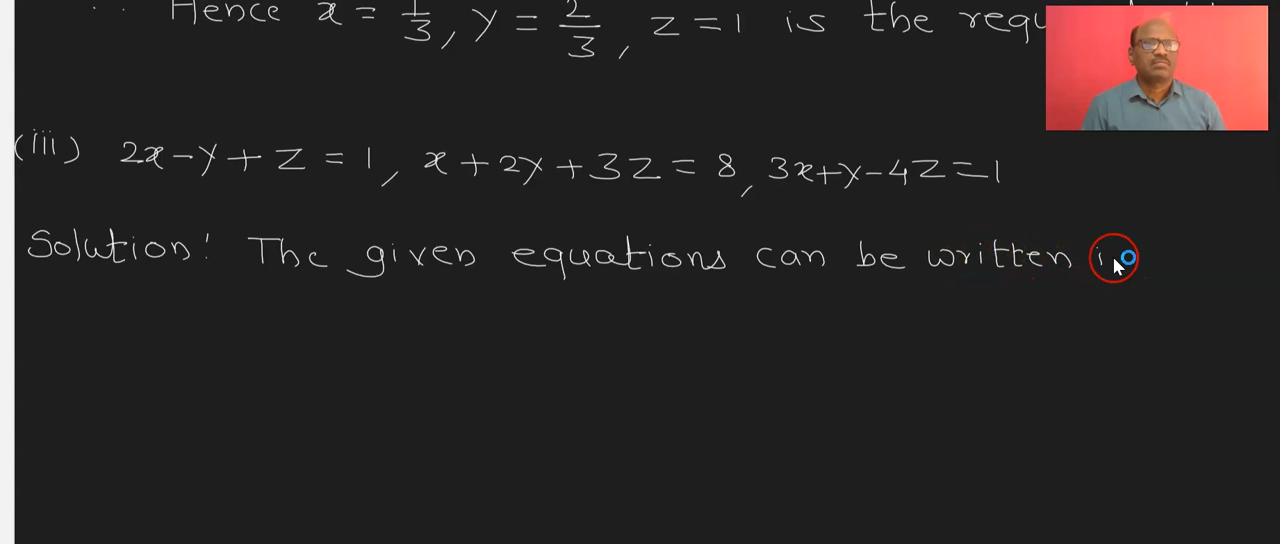 ∴ Hence x = 1/3, y = 2/3, z = 1 is the
(iii) 2x - y + z = 1, x + 2y + 3z = 8, 3x + y - 4z = 1
Solution: The given equations can be written i